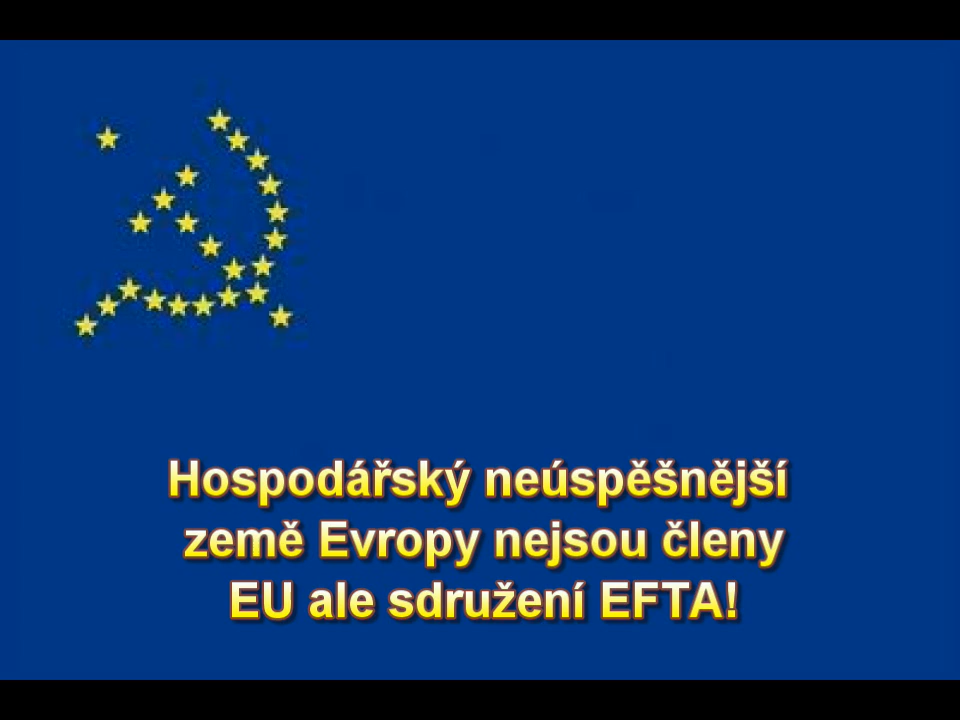 Hospodářský neúspěšnější
země Evropy nejsou členy
EU ale sdružení EFTA!